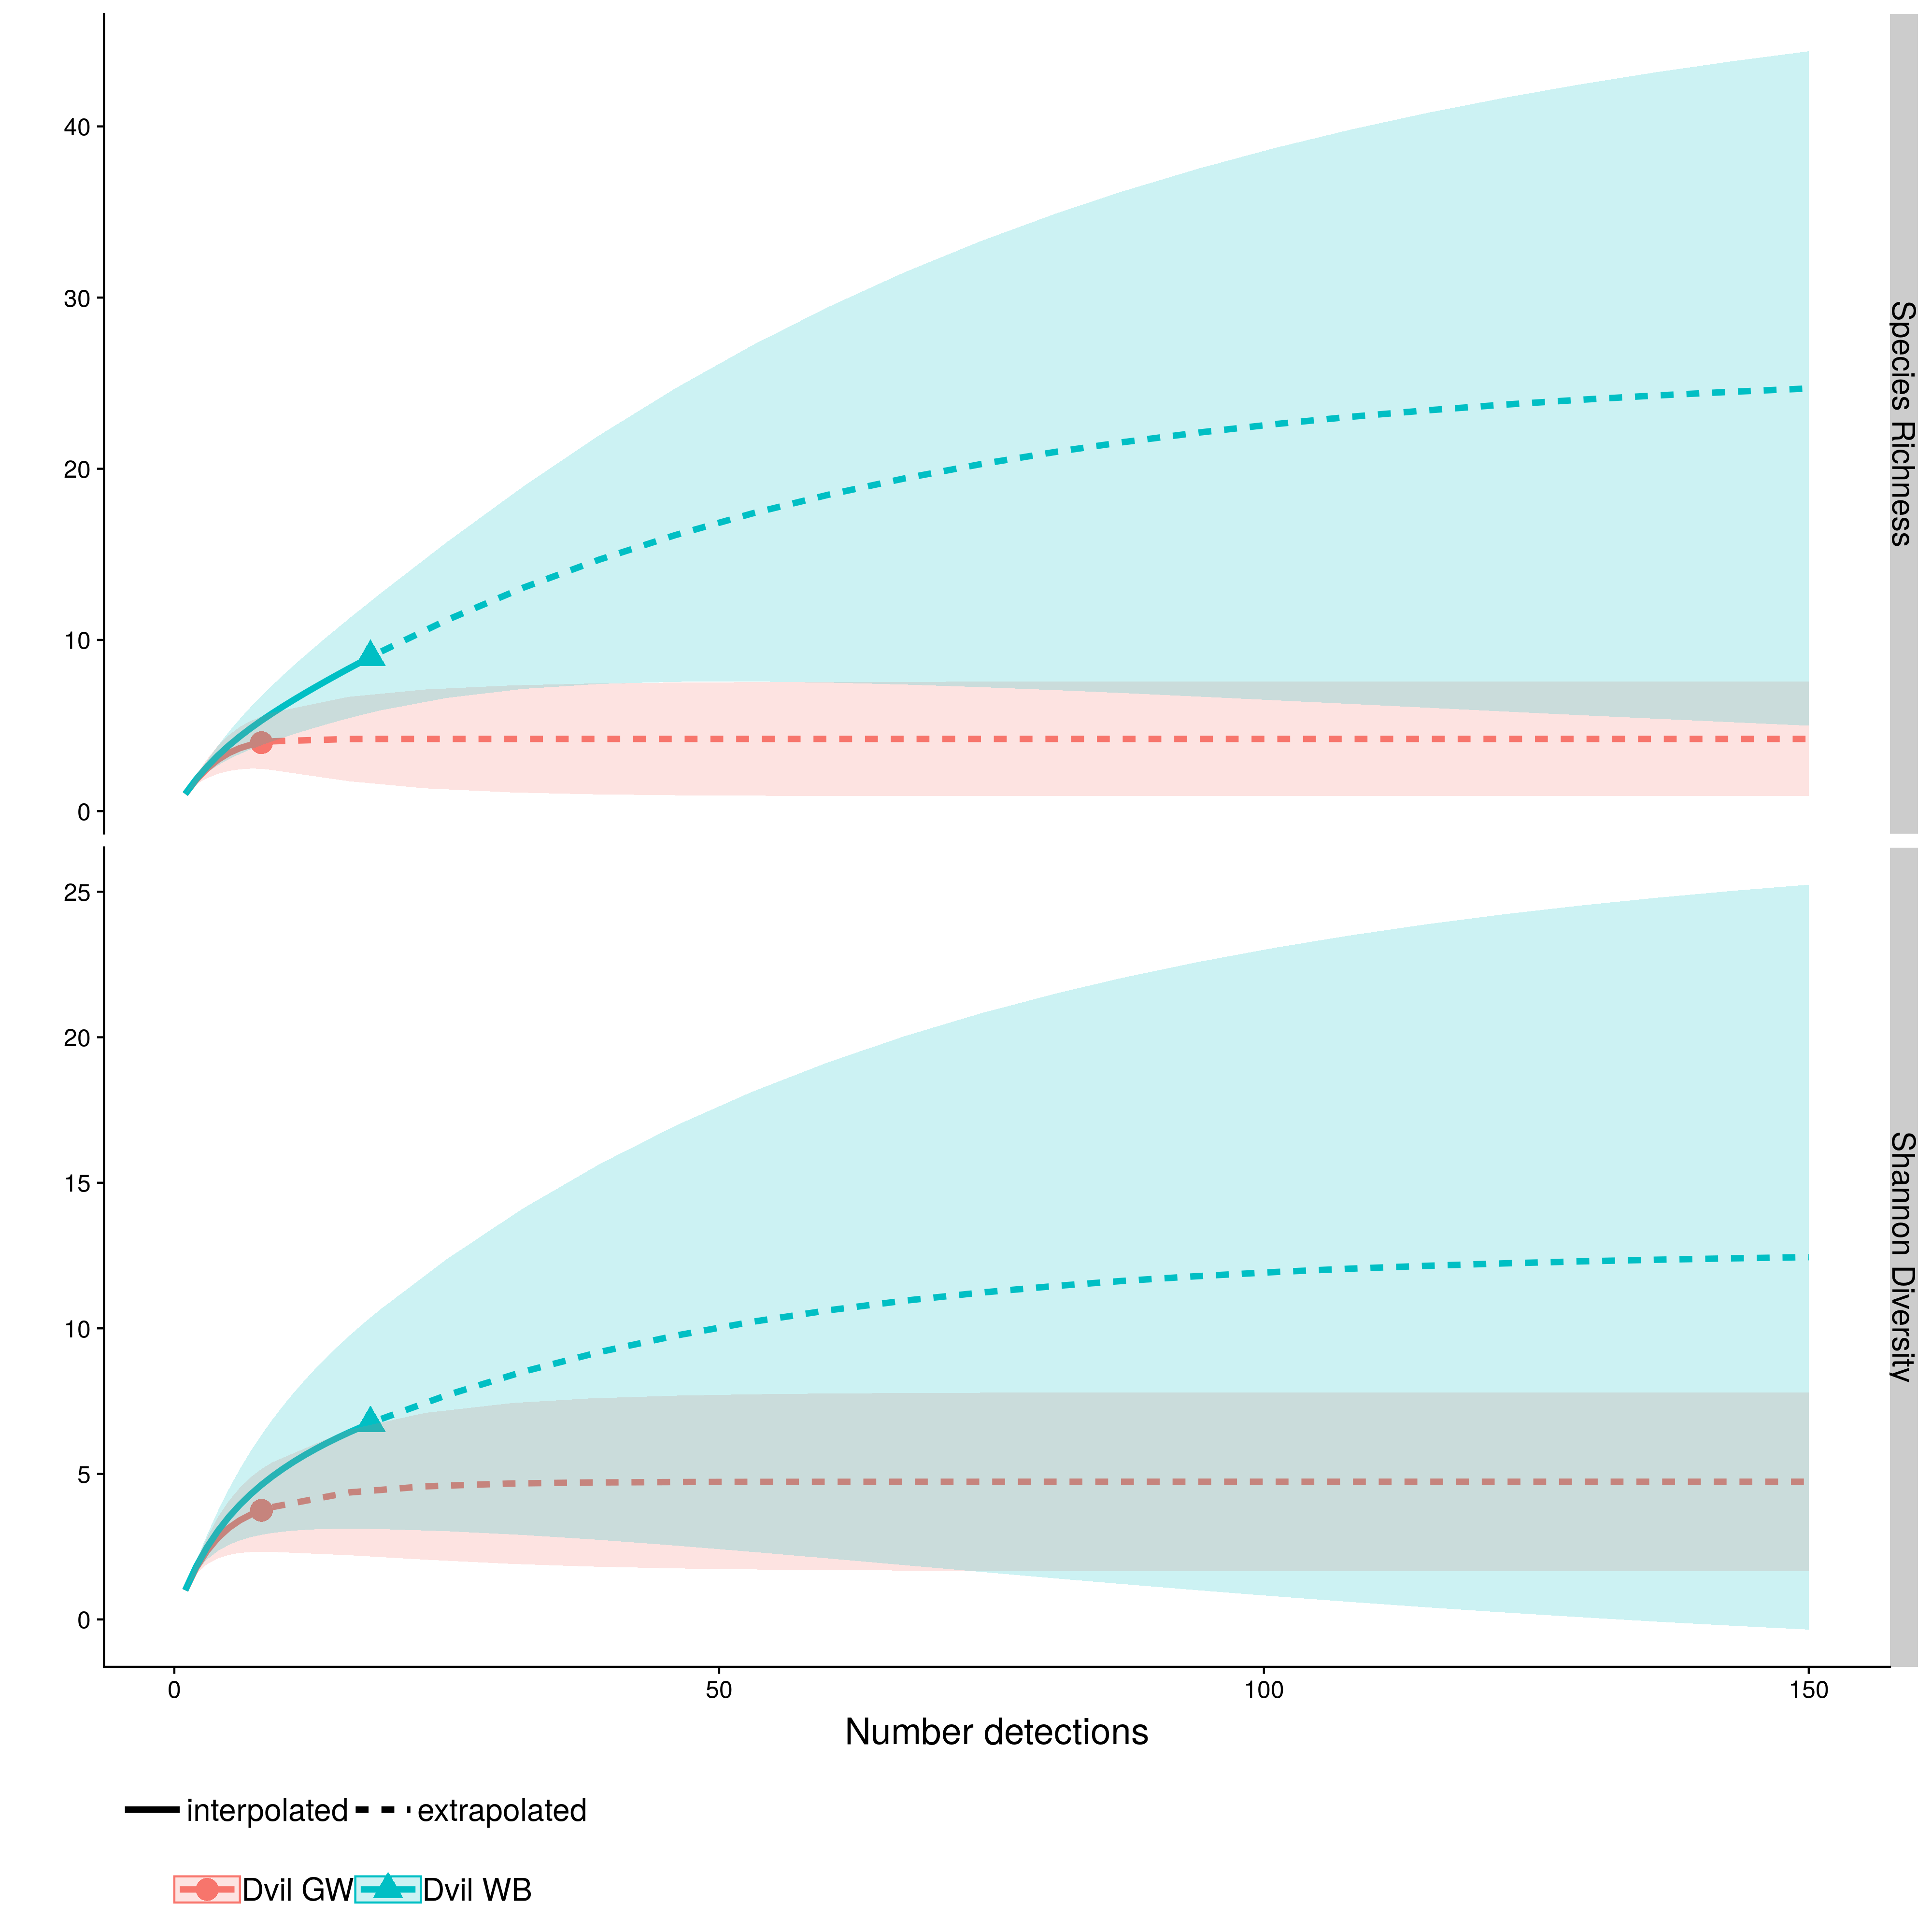 40
30
20
10
0
Species Richness
25
20
15
10
5
0
Shannon Diversity
0 50 100 150
Number detections
interpolated extrapolated
Dvil GW Dvil WB